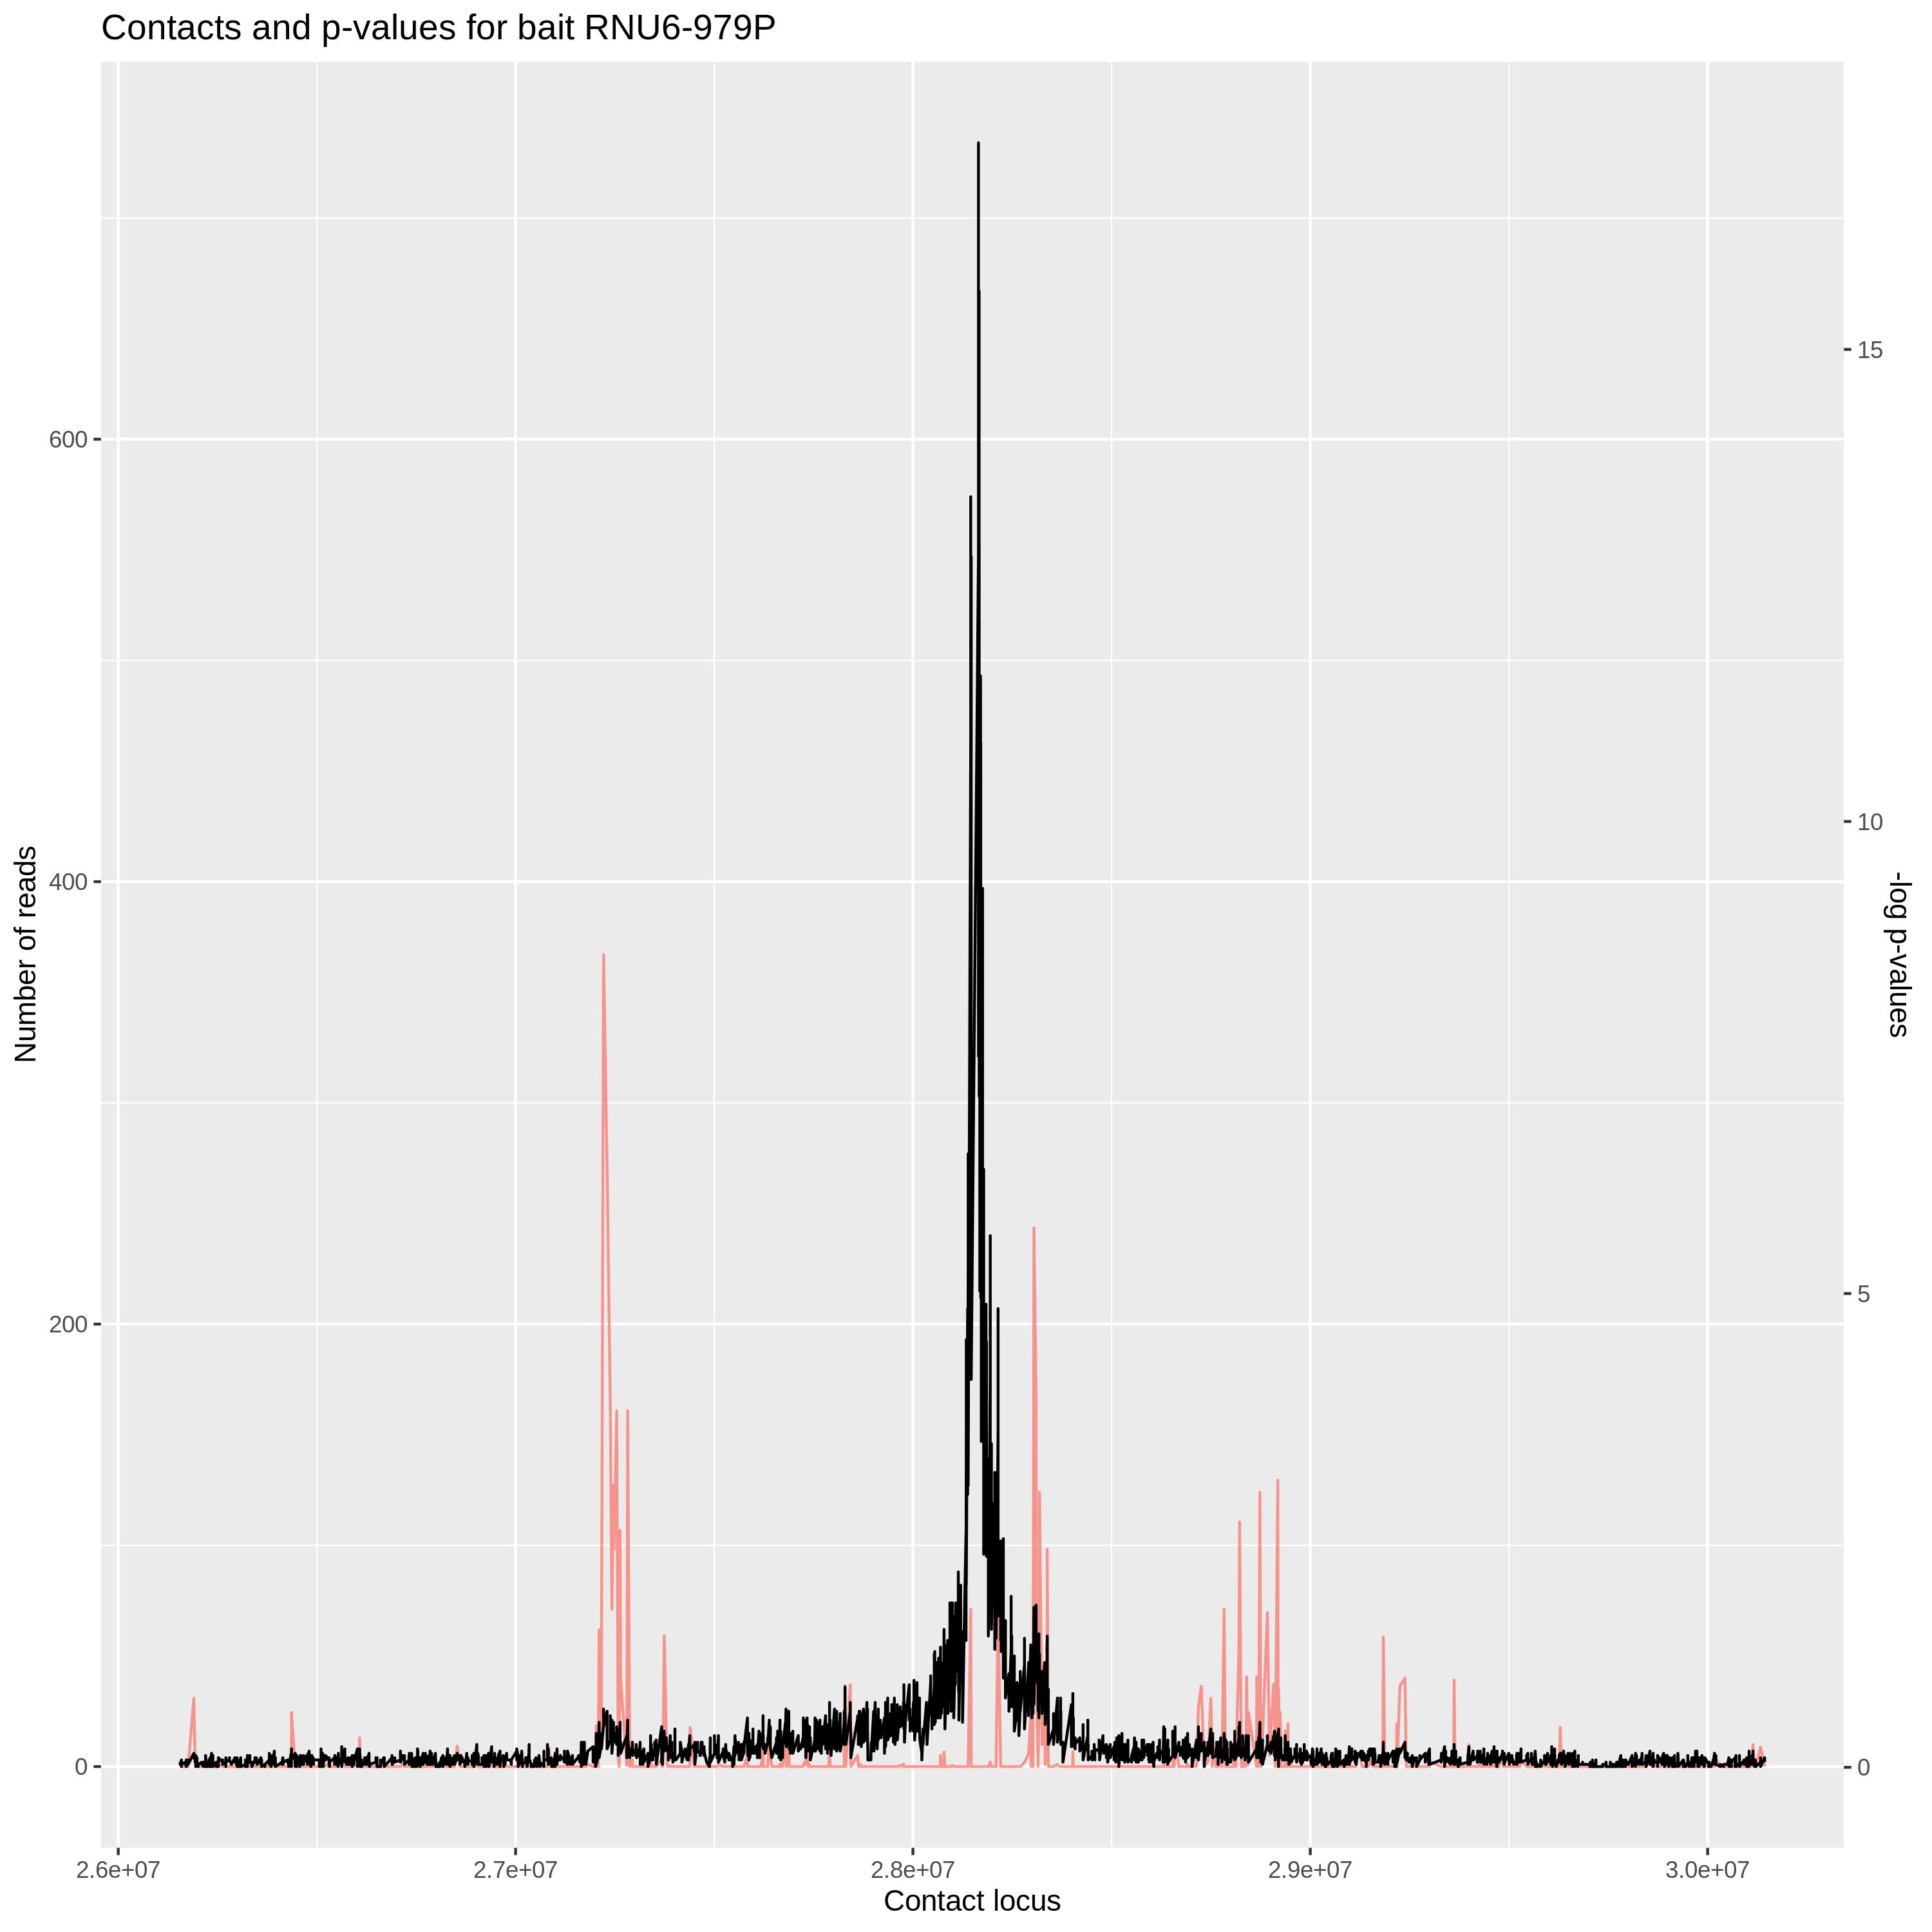 Contacts and p-values for bait RNU6-979P
Number of reads
600
400
200
0
15
10
5
0
-log p-values
2.6e+07
2.7e+07
2.8e+07
2.9e+07
3.0e+07
Contact locus